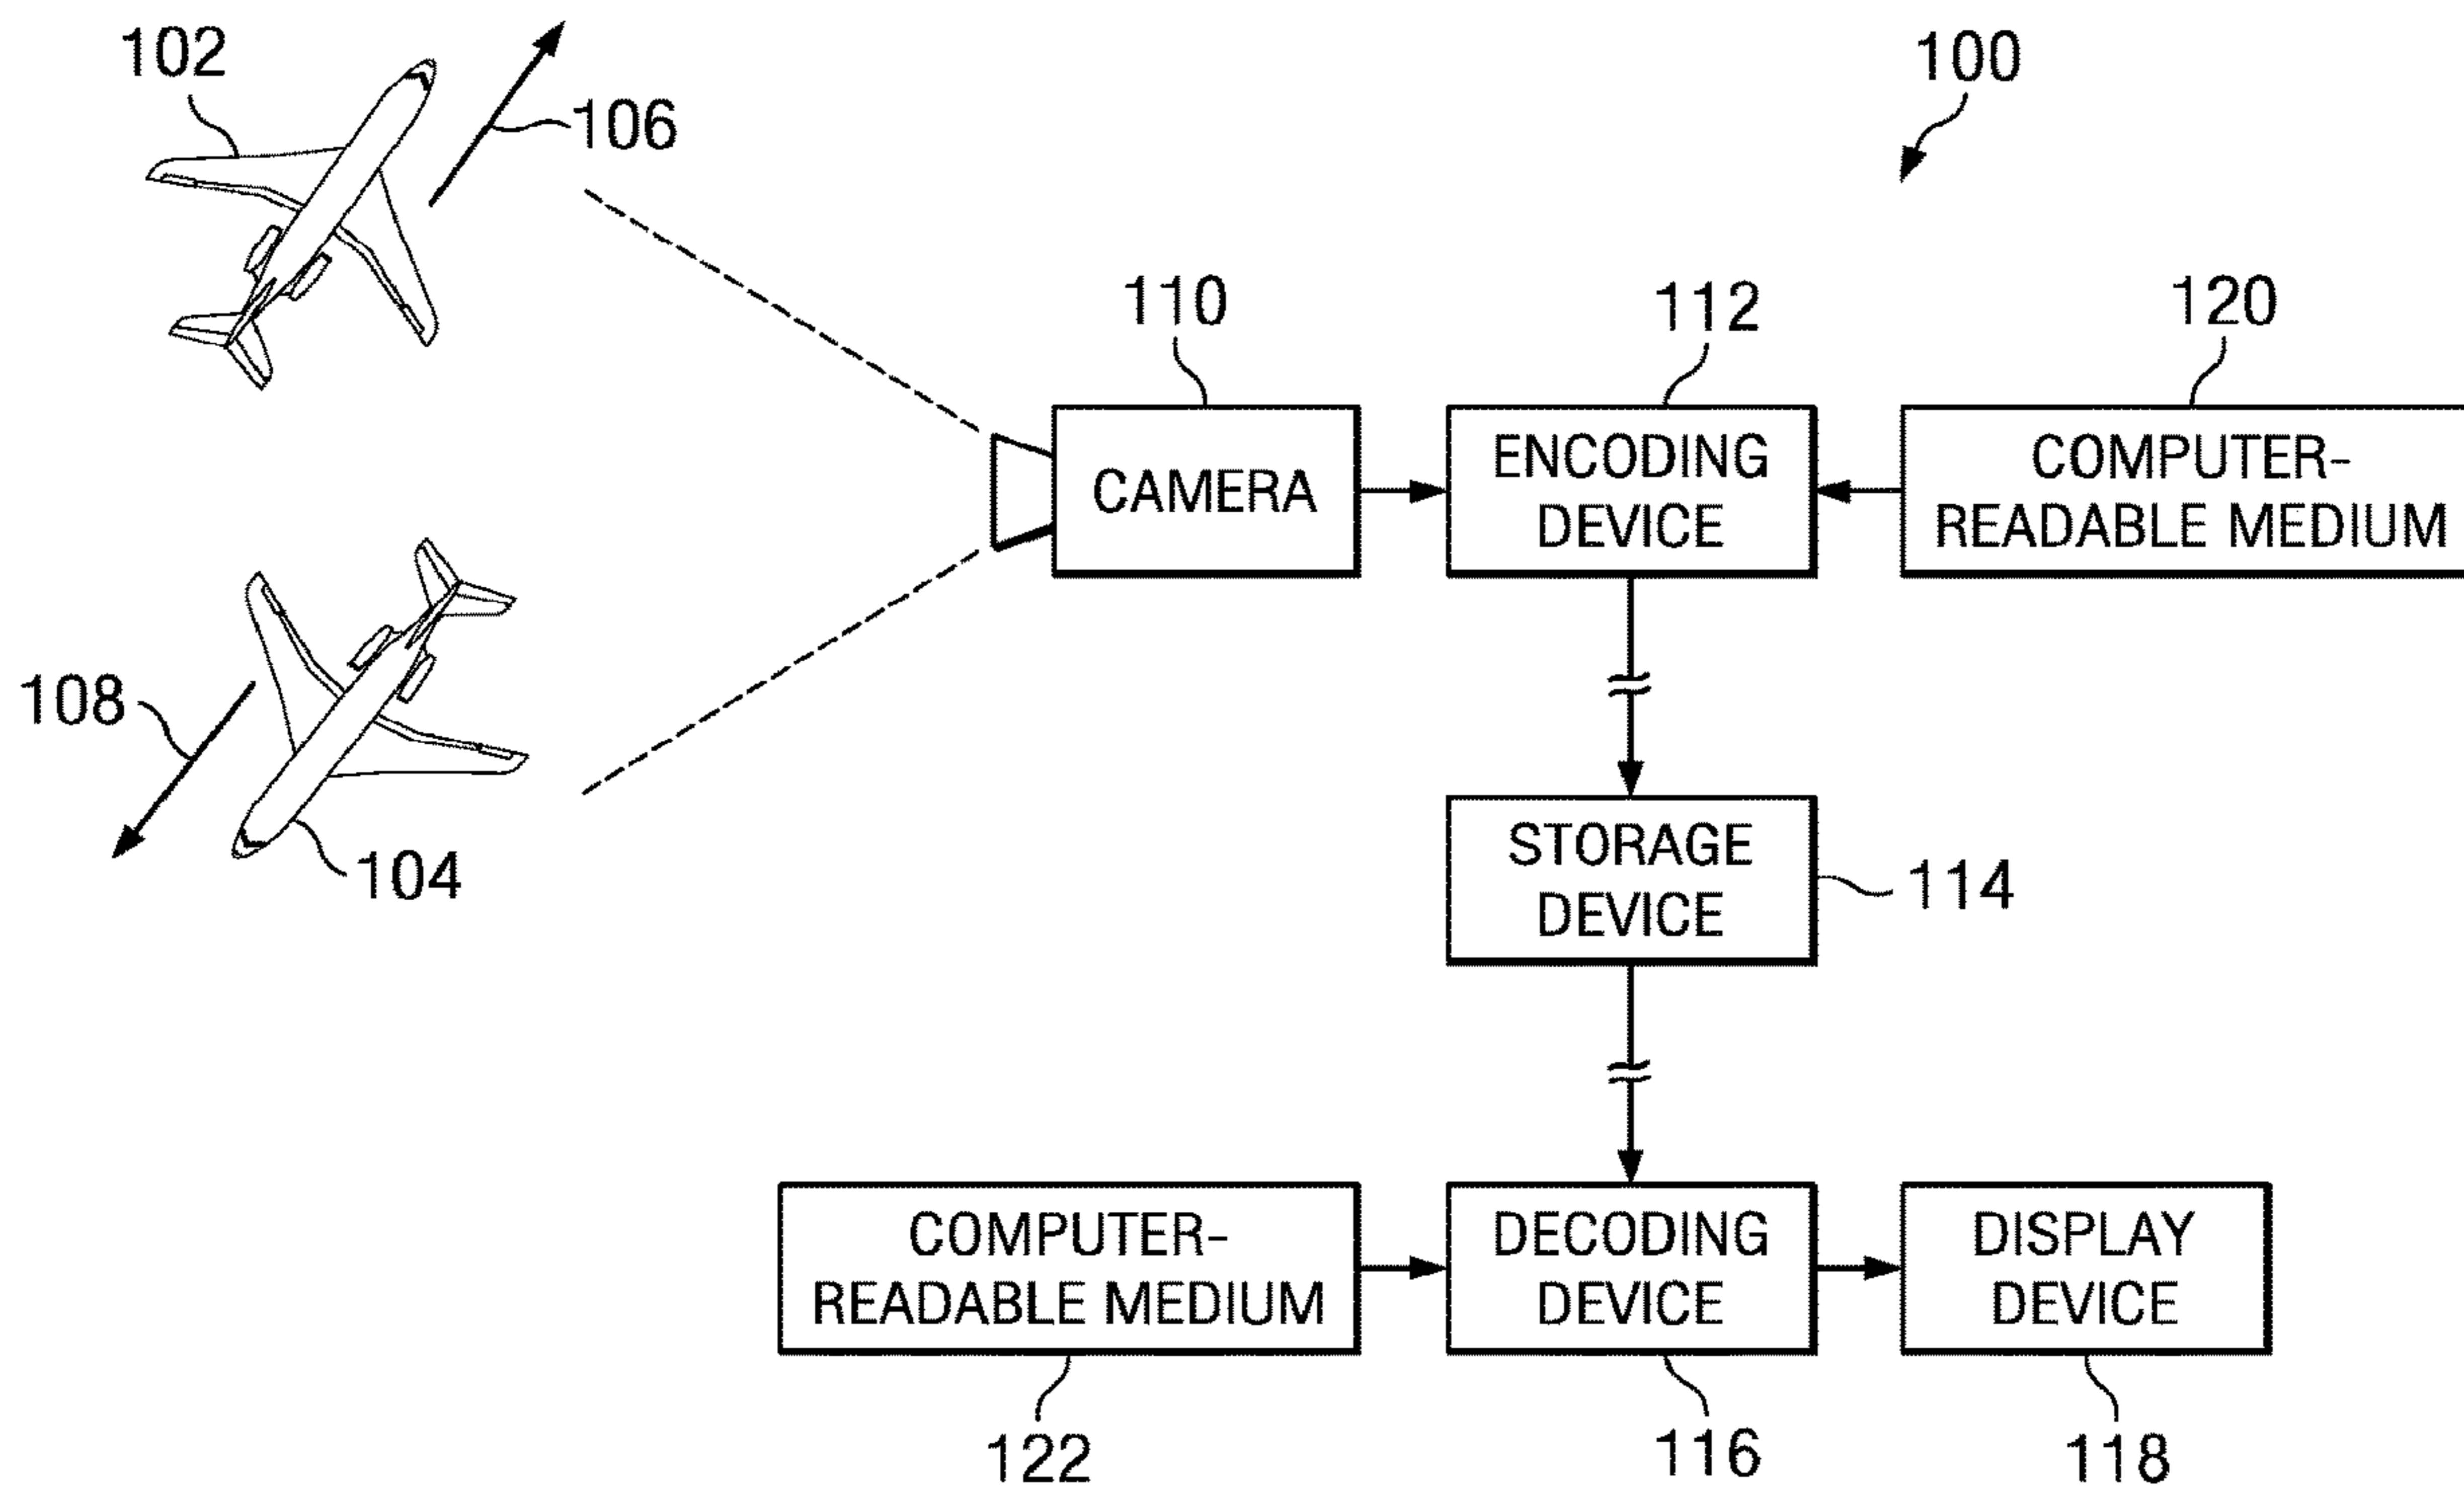 102
106
100
110
112
120
CAMERA
ENCODING
DEVICE
COMPUTER-
READABLE MEDIUM
108
104
STORAGE
DEVICE
114
COMPUTER-
READABLE MEDIUM
DECODING
DEVICE
DISPLAY
DEVICE
122
116
118